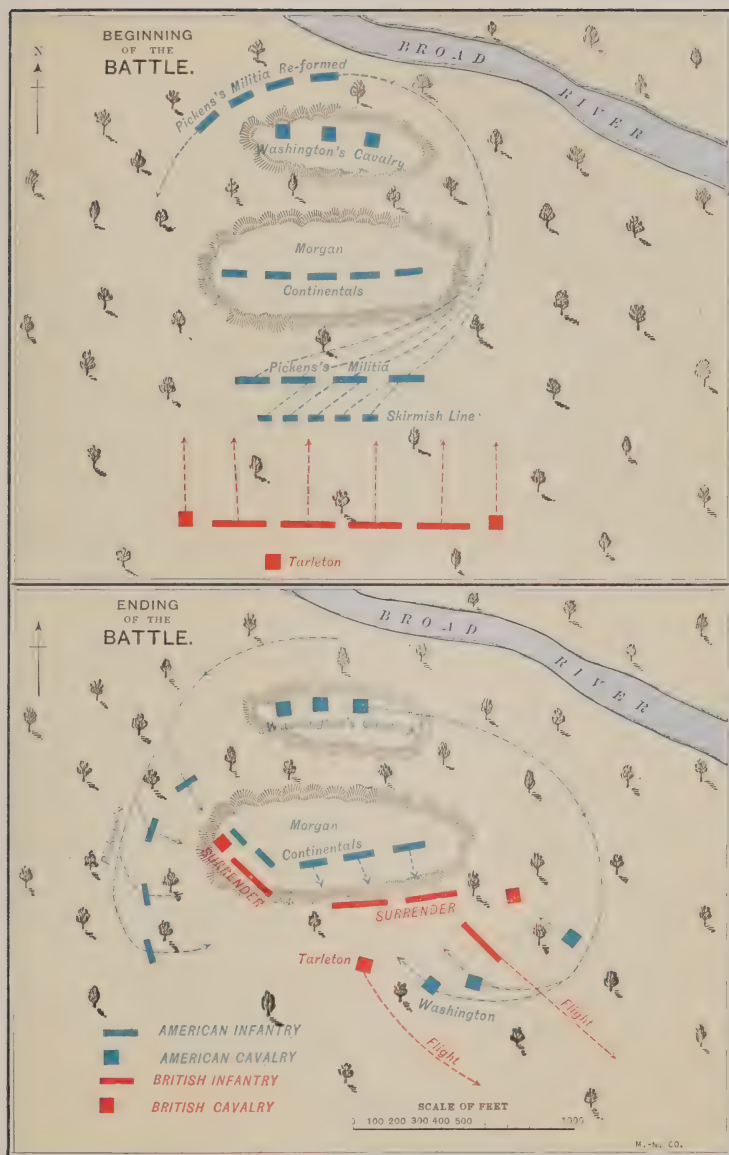 BEGINNING
OF THE
BATTLE.
N
BROAD
RIVER
Pickens's Militia Re-formed
Washington's Cavalry
Morgan
Continentals
Pickens's Militia
Skirmish Line
Tarleton
ENDING
OF THE
BATTLE.
BROAD
RIVER
Morgan
Continentals
SURRENDER
SURRENDER
Tarleton
Washington
Flight
Flight
AMERICAN INFANTRY
AMERICAN CAVALRY
BRITISH INFANTRY
BRITISH CAVALRY
SCALE OF FEET
0 100 200 300 400 500 1000
M.-N. CO.